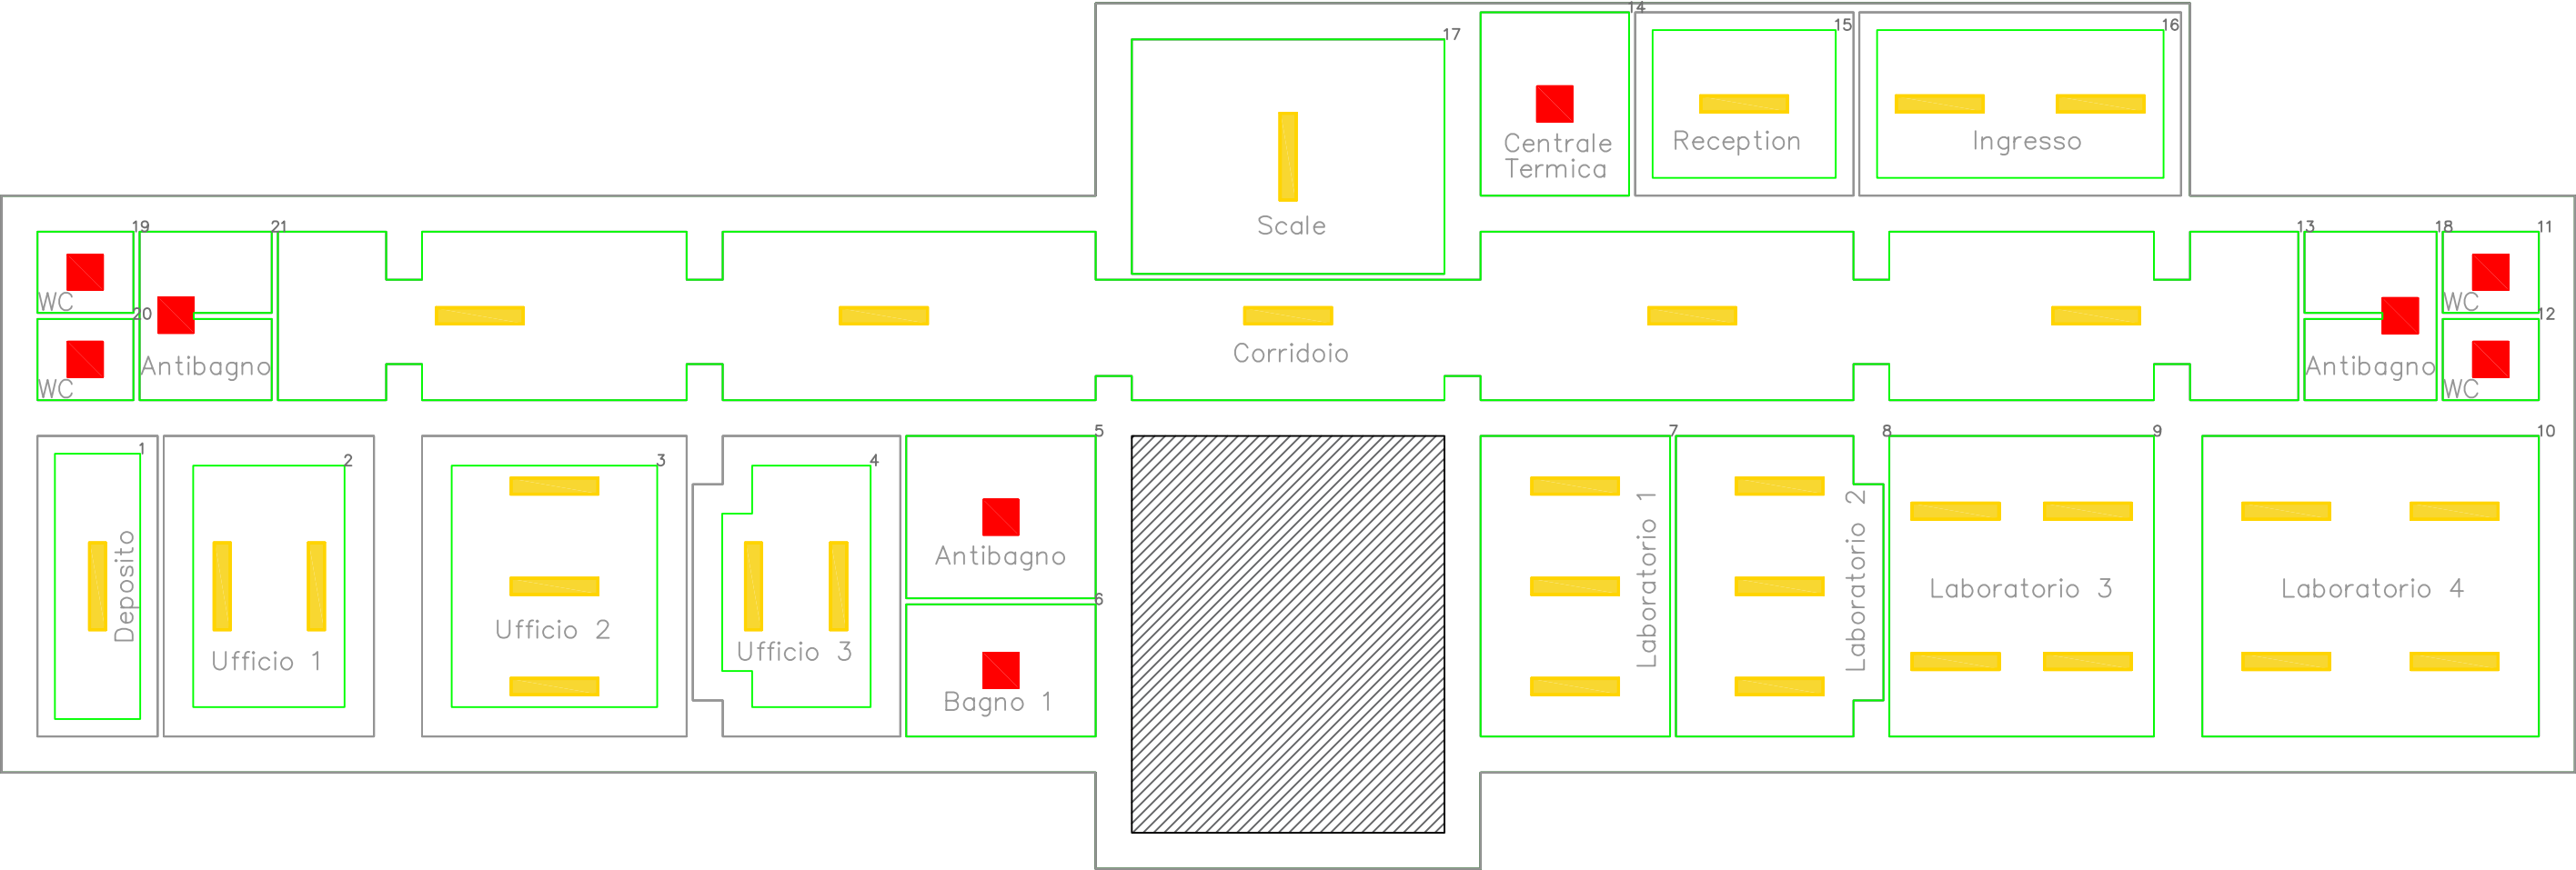 14
15
16
17
Centrale
Termica
Reception
Ingresso
Scale
19
21
13
18
11
WC
20
12
WC
Corridoio
Antibagno
Antibagno
WC
WC
1
2
3
4
5
7
8
9
10
Deposito
Laboratorio 1
Laboratorio 2
Antibagno
Laboratorio 3
Laboratorio 4
6
Ufficio 1
Ufficio 2
Ufficio 3
Bagno 1